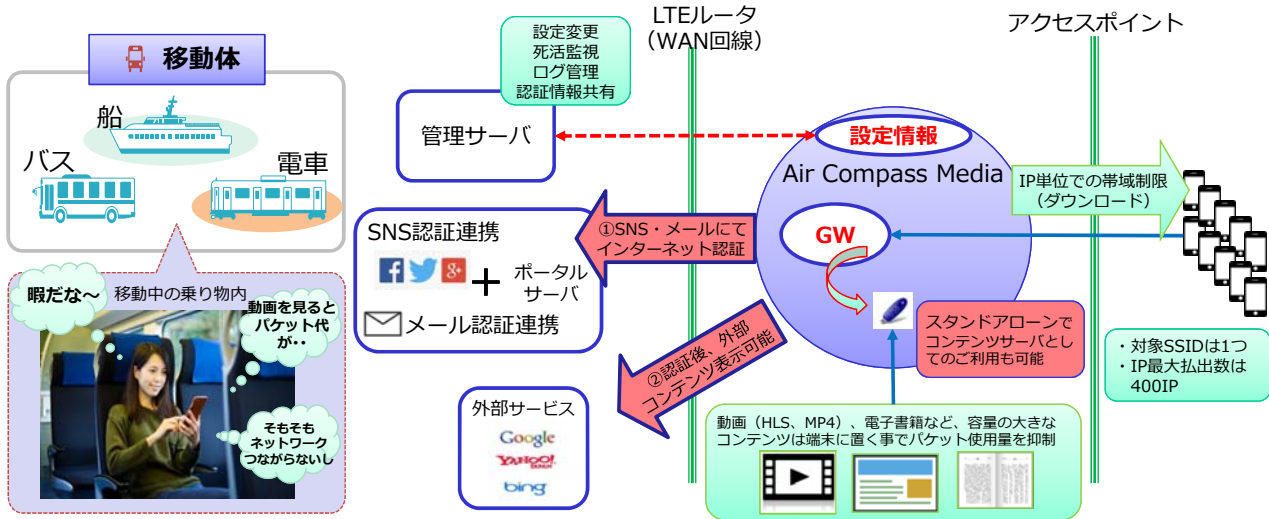 移動体
船
バス
電車
移動中の乗り物内
暇だな～
動画を見ると
パケット代
が・・
そもそも
ネットワーク
つながらないし
LTEルータ
（WAN回線）
アクセスポイント
設定変更
死活監視
ログ管理
認証情報共有
管理サーバ
設定情報
Air Compass Media
GW
IP単位での帯域制限
（ダウンロード）
SNS認証連携
f
g+
+
ポータル
サーバ
メール認証連携
①SNS・メールにて
インターネット認証
②認証後、外部
コンテンツ表示可能
スタンドアローンで
コンテンツサーバとし
てのご利用も可能
・対象SSIDは1つ
・IP最大払出数は
400IP
外部サービス
Google
YAHOO!
JAPAN
bing
動画（HLS、MP4）、電子書籍など、容量の大きな
コンテンツは端末に置く事でパケット使用量を抑制